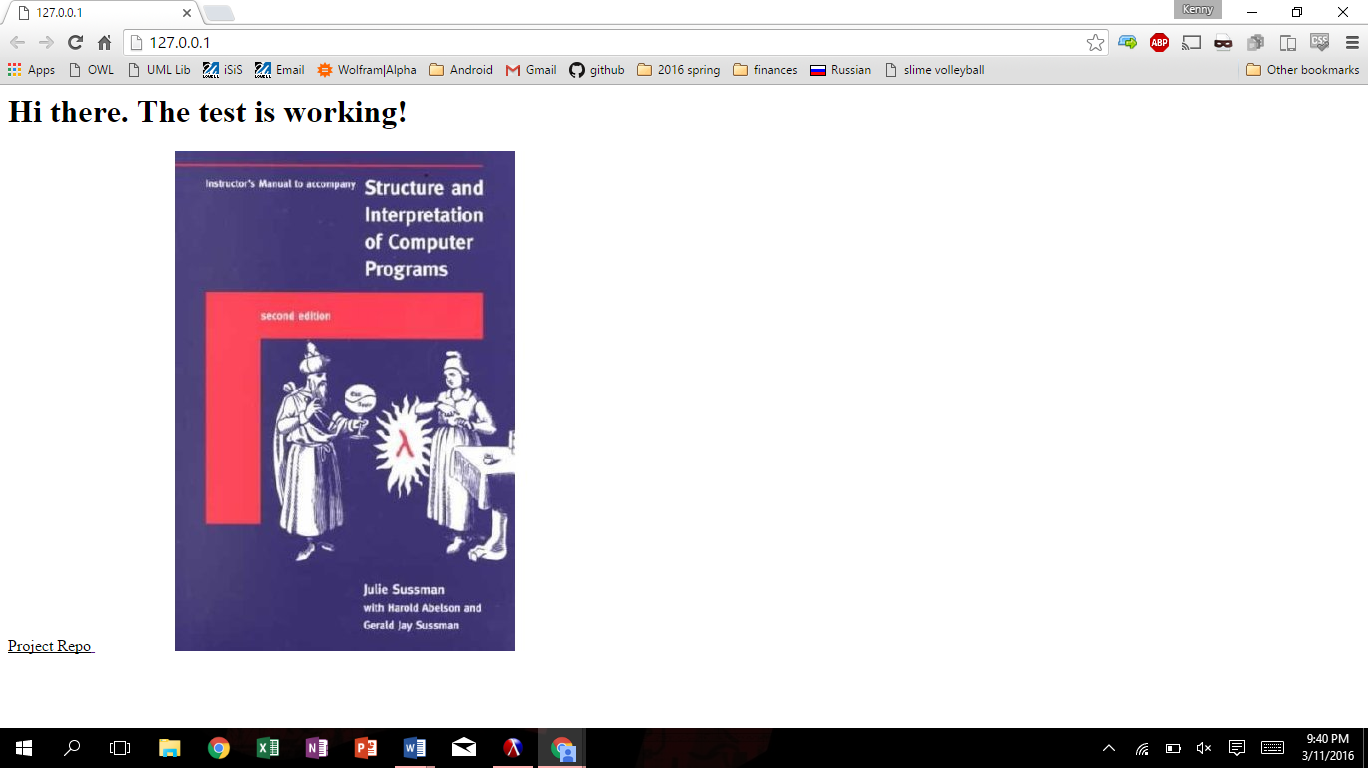 127.0.0.1
Kenny
127.0.0.1
ABP
CSS
Apps OWL UML Lib iSiS Email Wolfram|Alpha Android Gmail github 2016 spring finances Russian slime volleyball Other bookmarks
Hi there. The test is working!
Instructor's Manual to accompany Structure and
Interpretation
of Computer
Programs
second edition
λ
Julie Sussman
with Harold Abelson and
Gerald Jay Sussman
Project Repo
9:40 PM
3/11/2016